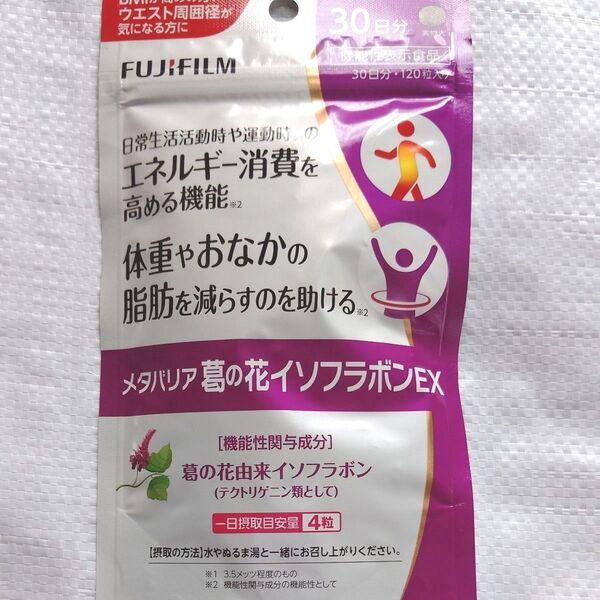 ウエスト周囲径が
気になる方に
30日分
実物大
機能性表示食品
30日分・120粒入り
FUJIFILM
日常生活活動時や運動時の
エネルギー消費を
高める機能※2
体重やおなかの
脂肪を減らすのを助ける※2
メタバリア 葛の花イソフラボンEX
[機能性関与成分]
葛の花由来イソフラボン
(テクトリゲニン類として)
一日摂取目安量 4粒
【摂取の方法】水やぬるま湯と一緒にお召し上がりください。
※1 3.5メッツ程度のもの
※2 機能性関与成分の機能性として